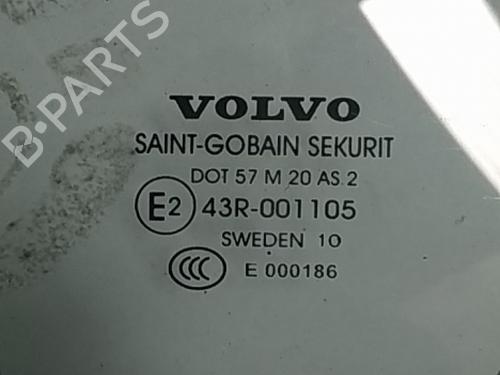 B-PARTS
VOLVO
SAINT-GOBAIN SEKURIT
DOT 57 M 20 AS 2
E2 43R-001105
SWEDEN 10
CCC E 000186